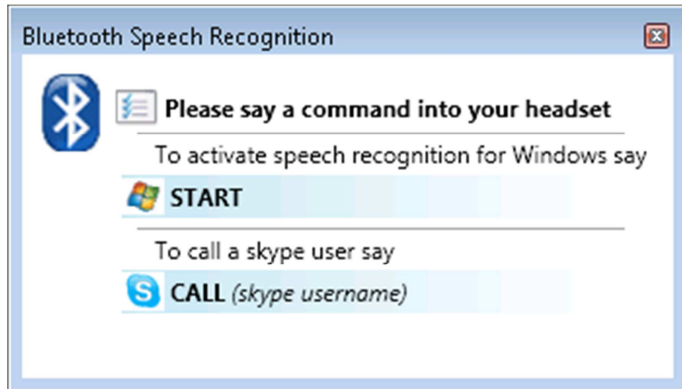 Bluetooth Speech Recognition
Please say a command into your headset
To activate speech recognition for Windows say
START
To call a skype user say
CALL (skype username)